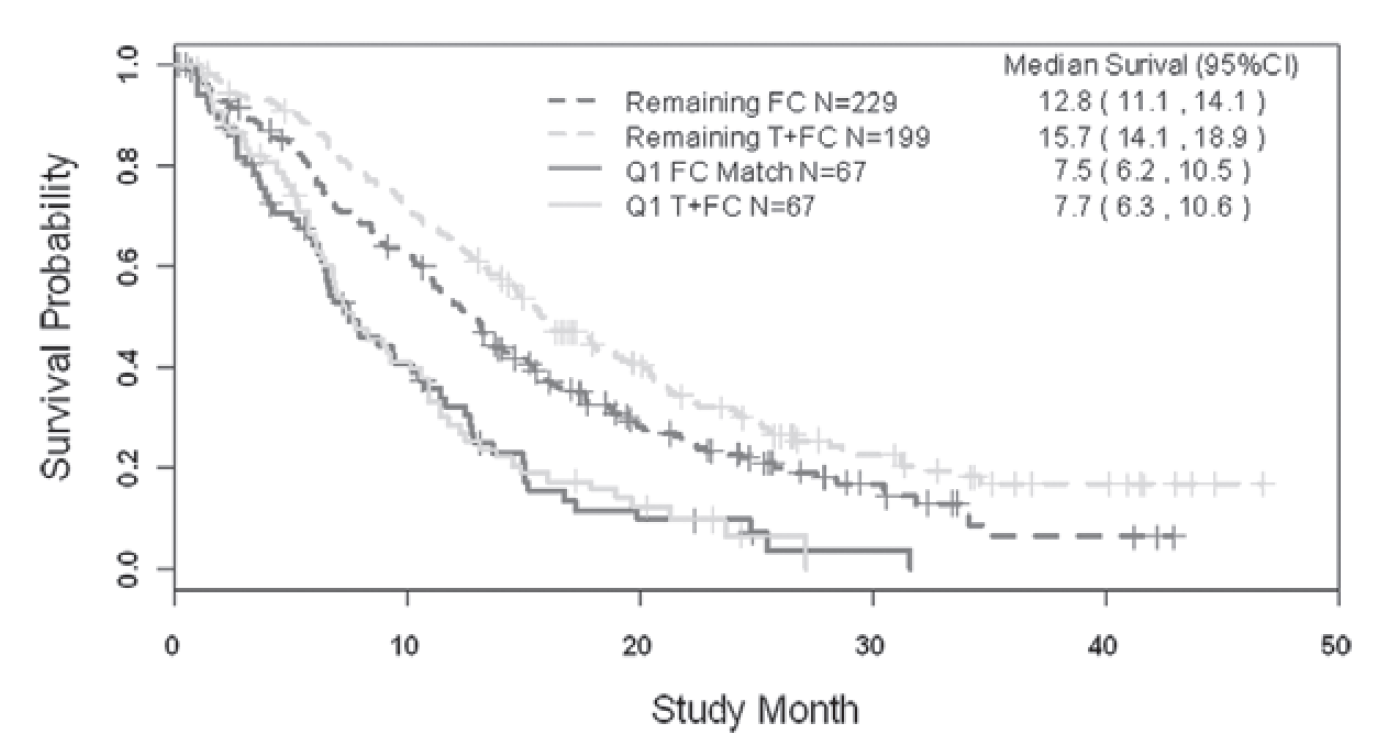 Median Surival (95%CI)
Remaining FC N=229 12.8 ( 11.1 , 14.1 )
Remaining T+FC N=199 15.7 ( 14.1 , 18.9 )
Q1 FC Match N=67 7.5 ( 6.2 , 10.5 )
Q1 T+FC N=67 7.7 ( 6.3 , 10.6 )
Survival Probability
1.0
0.8
0.6
0.4
0.2
0.0
0 10 20 30 40 50
Study Month